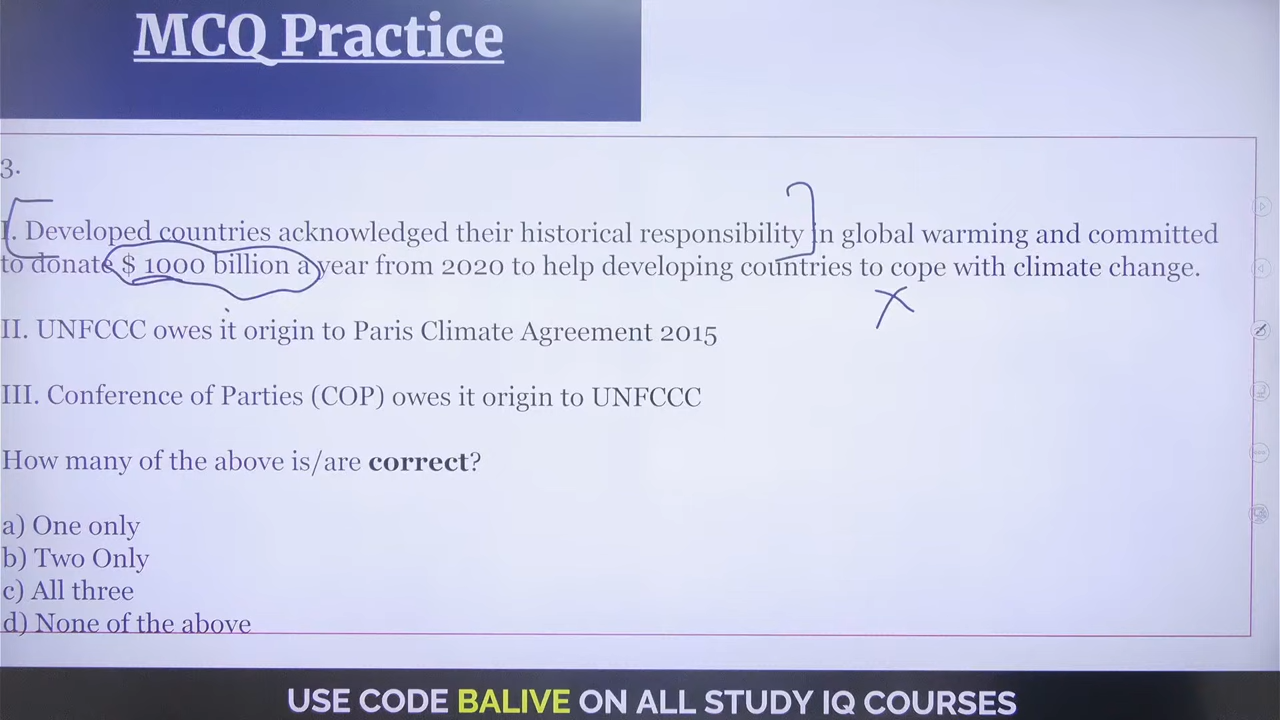 MCQ Practice
3.
I. Developed countries acknowledged their historical responsibility in global warming and committed
to donate $ 1000 billion a year from 2020 to help developing countries to cope with climate change.
II. UNFCCC owes it origin to Paris Climate Agreement 2015
III. Conference of Parties (COP) owes it origin to UNFCCC
How many of the above is/are correct?
a) One only
b) Two Only
c) All three
d) None of the above
USE CODE BALIVE ON ALL STUDY IQ COURSES